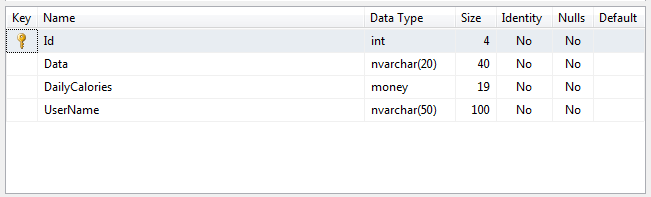 Key Name Data Type Size Identity Nulls Default
Id int 4 No No
Data nvarchar(20) 40 No No
DailyCalories money 19 No No
UserName nvarchar(50) 100 No No